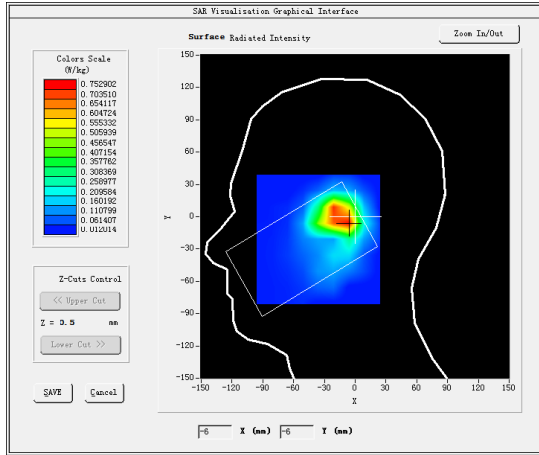 SAR Visualisation Graphical Interface
Surface Radiated Intensity
Zoom In/Out
Colors Scale
(W/kg)
0.752902
0.703510
0.654117
0.604724
0.555332
0.505939
0.456547
0.407154
0.357762
0.308369
0.258977
0.209584
0.160192
0.110799
0.061407
0.012014
Z-Cuts Control
<< Upper Cut
Z = 3.5 mm
Lower Cut >>
SAVE Cancel
150
120
90
60
30
0
-30
-60
-90
-120
-150
Y
-150 -120 -90 -60 -30 0 30 60 90 120 150
X
-6 X (mm) -6 Y (mm)